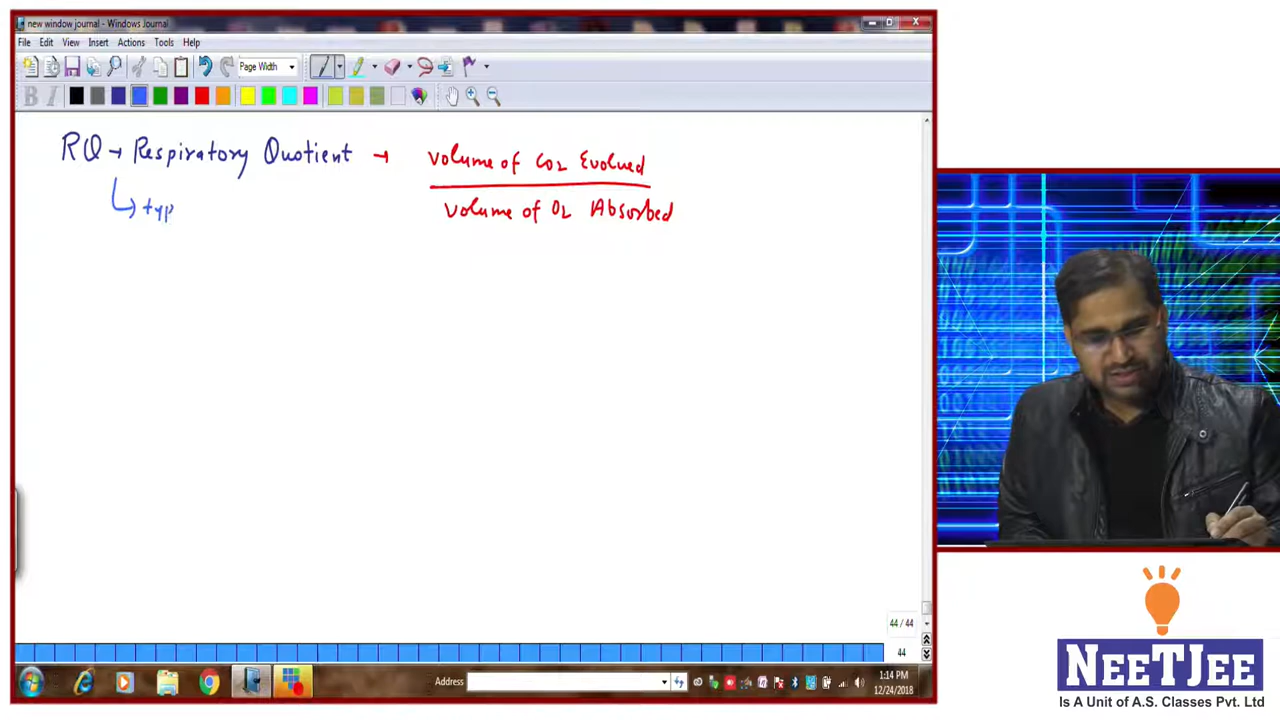 new window journal - Windows Journal
File Edit View Insert Actions Tools Help
Page Width
B I
RQ → Respiratory Quotient → Volume of CO2 Evolved
Volume of O2 Absorbed
typ
44 / 44
44
Address
1:14 PM
12/24/2018
NEETJEE
Is A Unit of A.S. Classes Pvt. Ltd